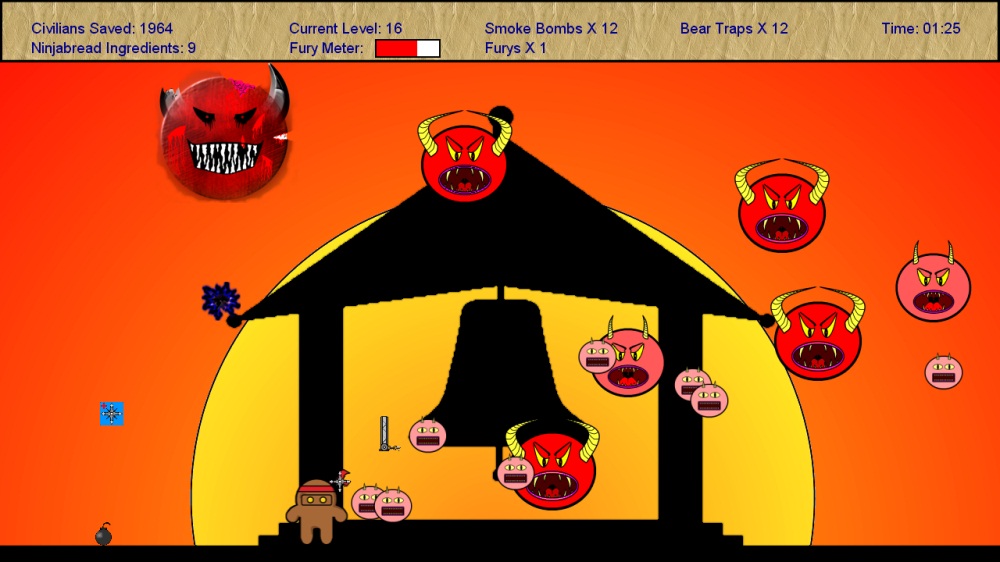 Civilians Saved: 1964 Current Level: 16 Smoke Bombs X 12 Bear Traps X 12 Time: 01:25
Ninjabread Ingredients: 9 Fury Meter: Furys X 1